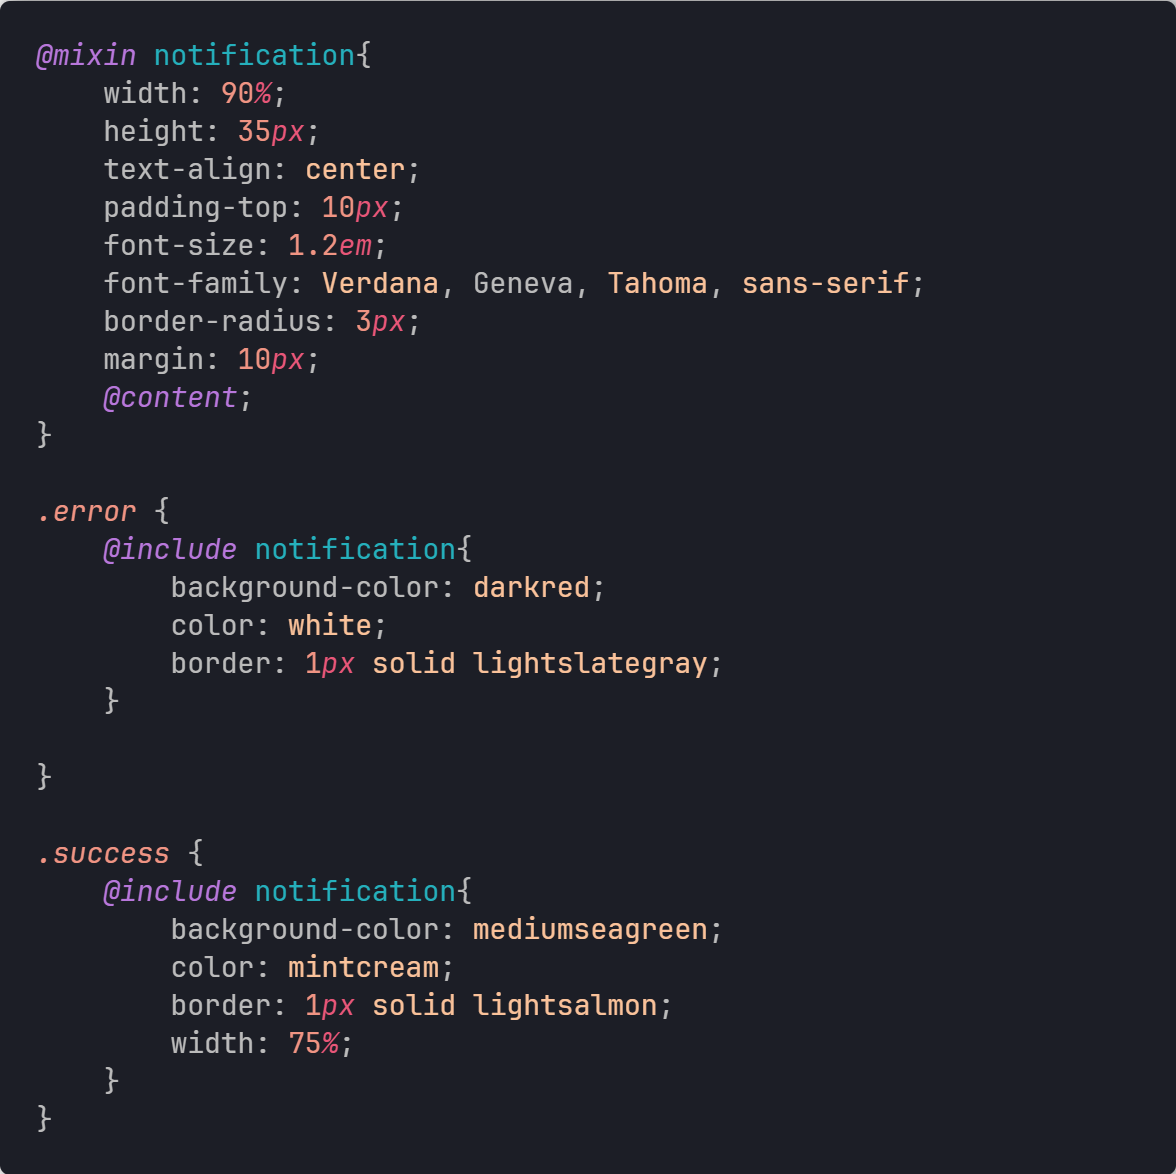 @mixin notification{
    width: 90%;
    height: 35px;
    text-align: center;
    padding-top: 10px;
    font-size: 1.2em;
    font-family: Verdana, Geneva, Tahoma, sans-serif;
    border-radius: 3px;
    margin: 10px;
    @content;
}

.error {
    @include notification{
        background-color: darkred;
        color: white;
        border: 1px solid lightslategray;
    }

}

.success {
    @include notification{
        background-color: mediumseagreen;
        color: mintcream;
        border: 1px solid lightsalmon;
        width: 75%;
    }
}